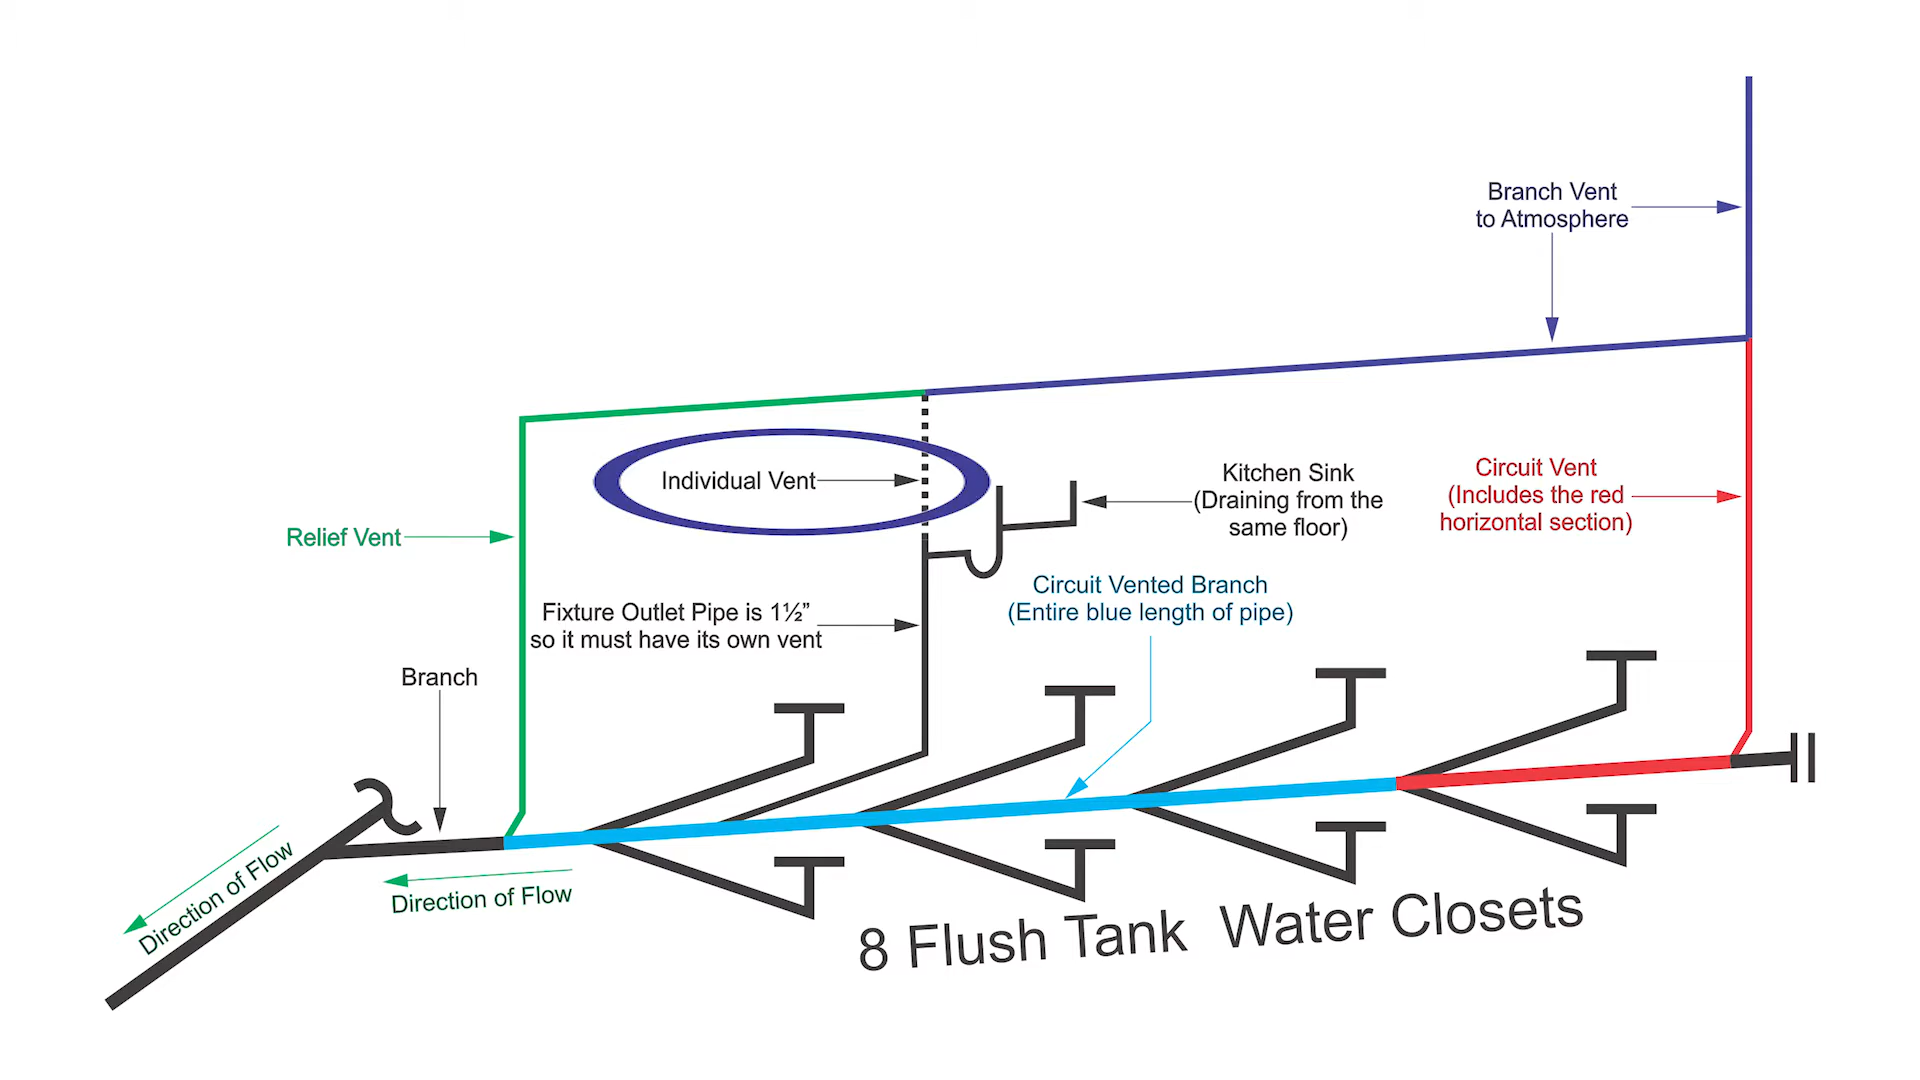 Branch Vent
to Atmosphere
Individual Vent
Kitchen Sink
(Draining from the
same floor)
Circuit Vent
(Includes the red
horizontal section)
Relief Vent
Circuit Vented Branch
(Entire blue length of pipe)
Fixture Outlet Pipe is 1½”
so it must have its own vent
Branch
Direction of Flow
Direction of Flow
8 Flush Tank Water Closets